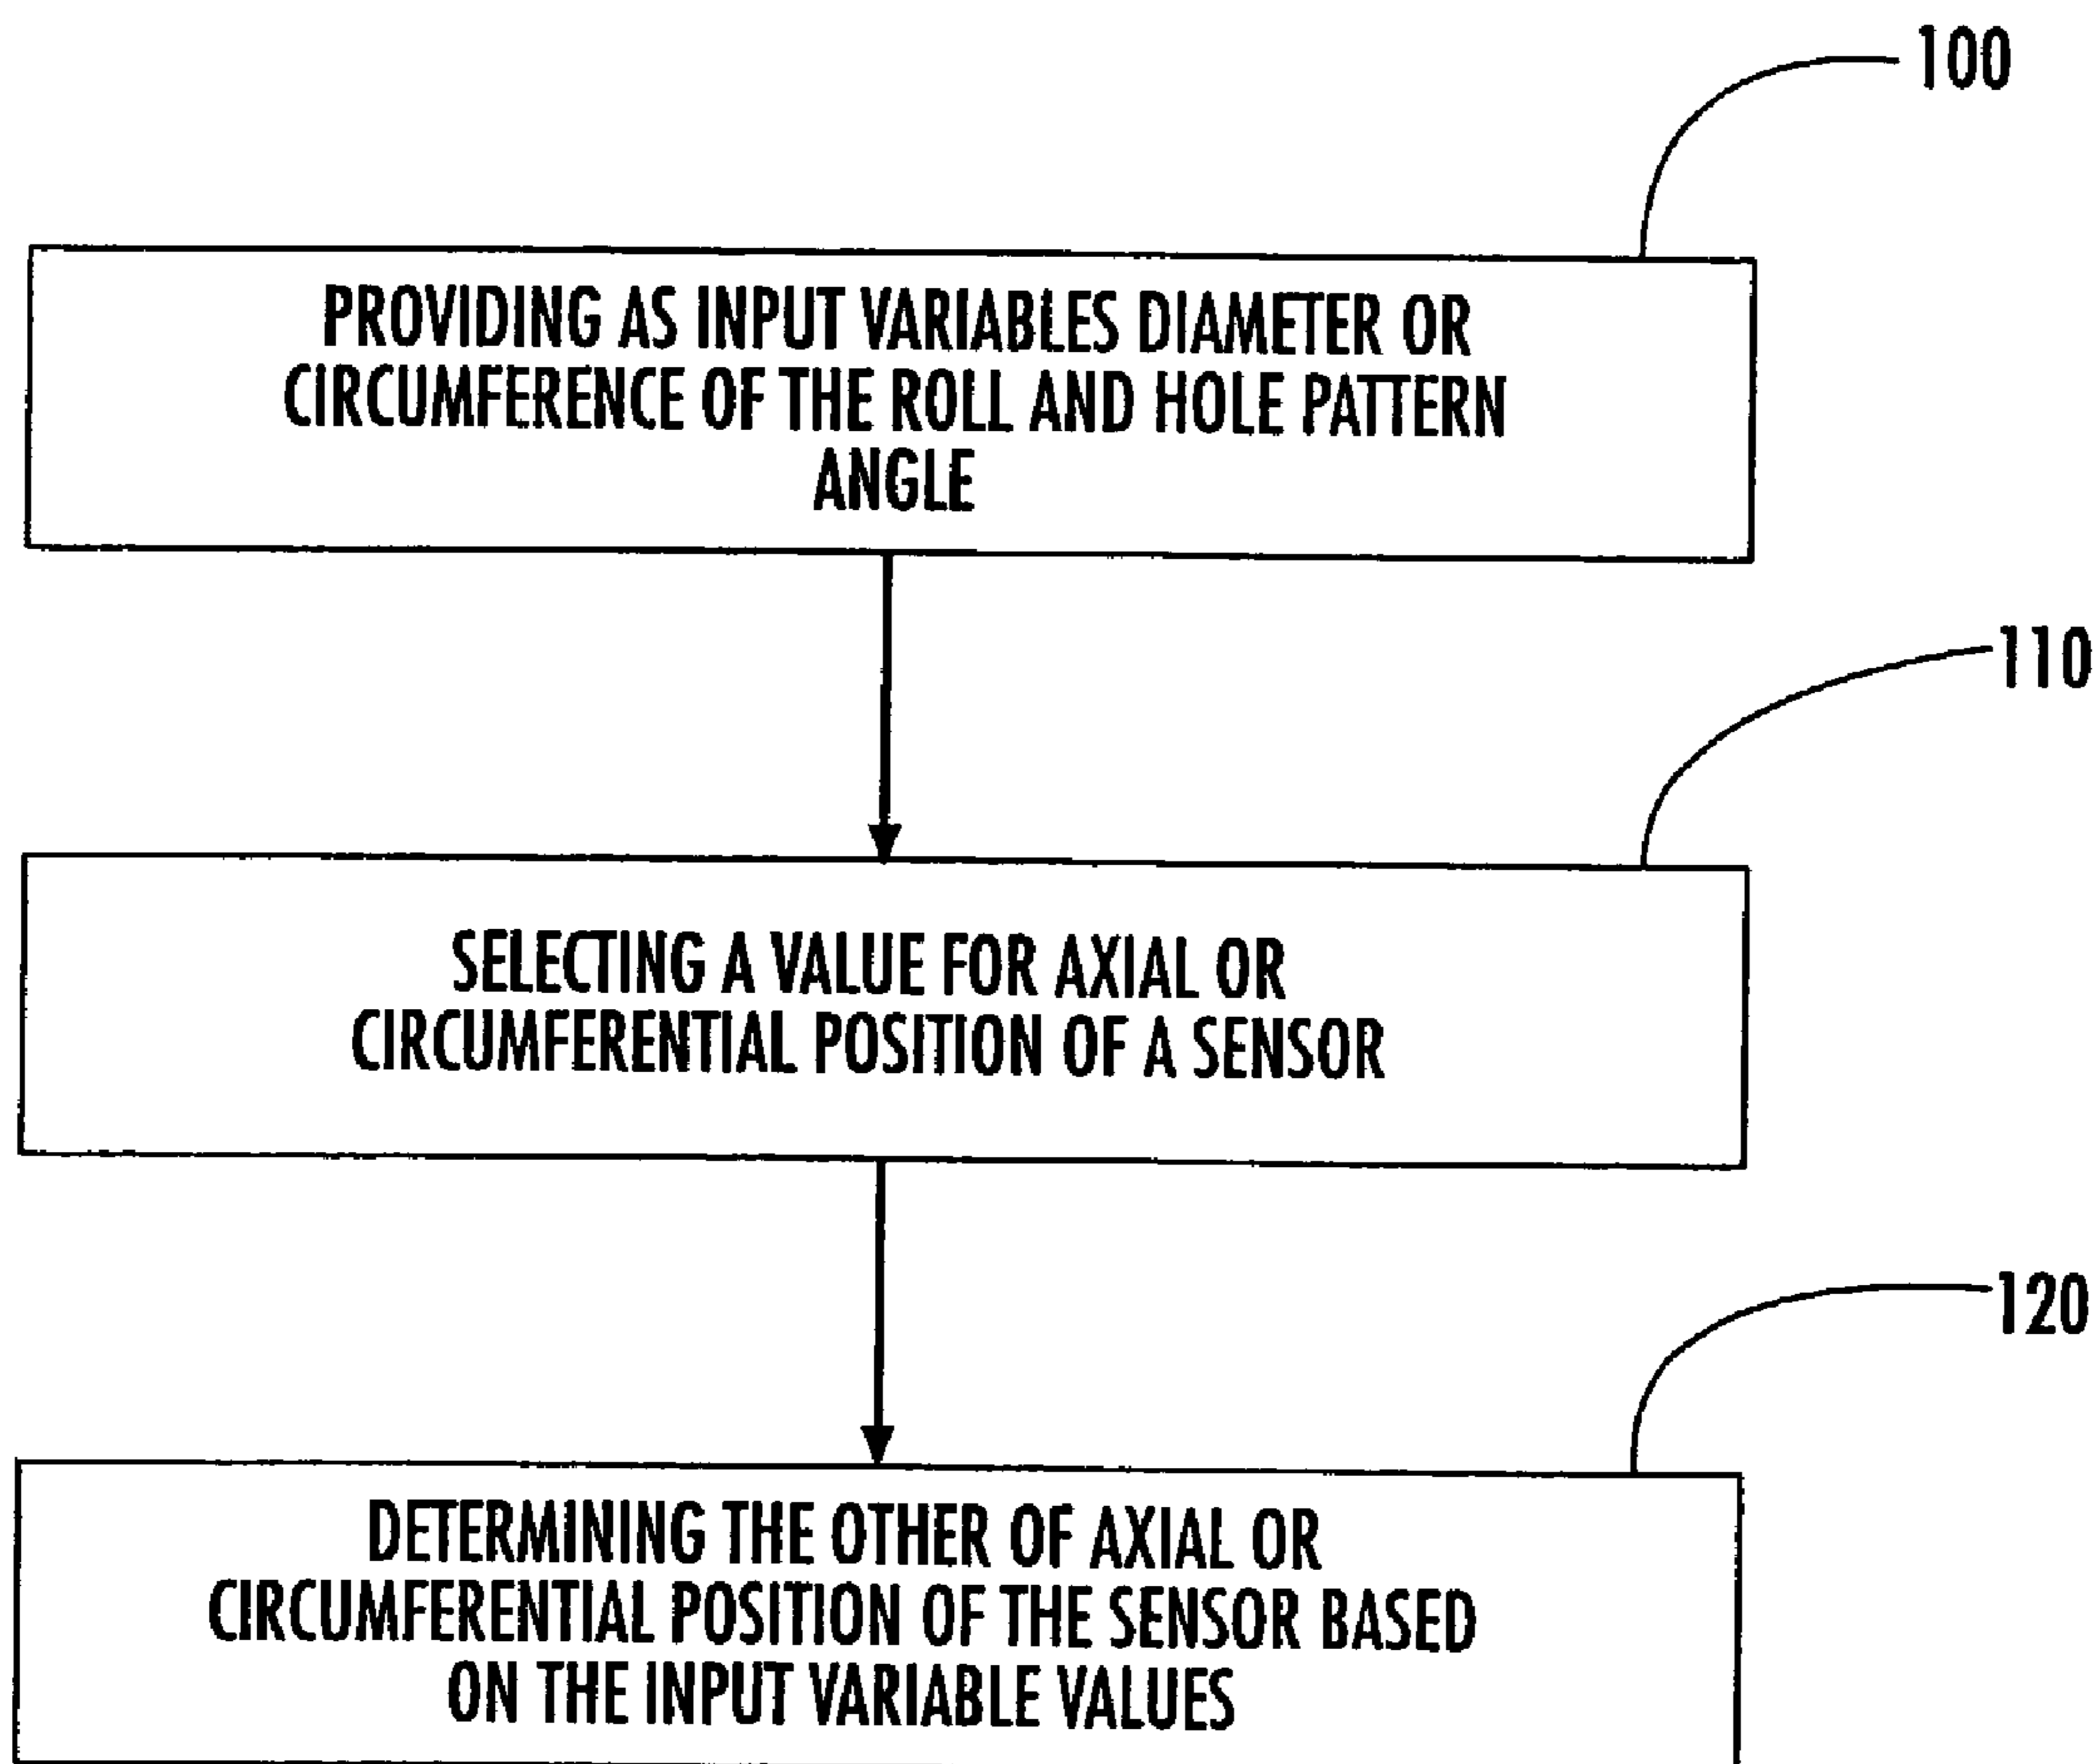 100
PROVIDING AS INPUT VARIABLES DIAMETER OR
CIRCUMFERENCE OF THE ROLL AND HOLE PATTERN
ANGLE
110
SELECTING A VALUE FOR AXIAL OR
CIRCUMFERENTIAL POSITION OF A SENSOR
120
DETERMINING THE OTHER OF AXIAL OR
CIRCUMFERENTIAL POSITION OF THE SENSOR BASED
ON THE INPUT VARIABLE VALUES